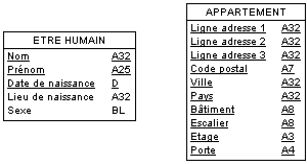 ETRE HUMAIN
Nom A32
Prénom A25
Date de naissance D
Lieu de naissance A32
Sexe BL
APPARTEMENT
Ligne adresse 1 A32
Ligne adresse 2 A32
Ligne adresse 3 A32
Code postal A7
Ville A32
Pays A32
Bâtiment A8
Escalier A8
Etage A3
Porte A4